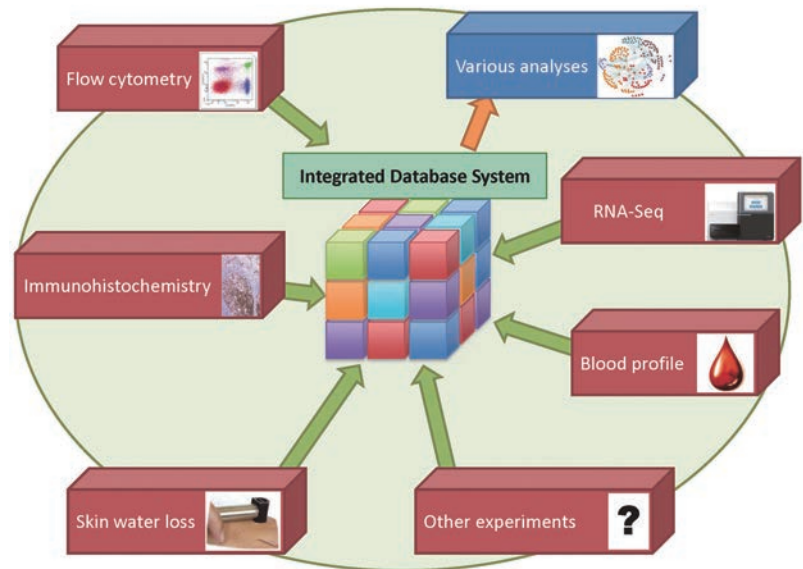 Flow cytometry
Various analyses
Integrated Database System
RNA-Seq
Immunohistochemistry
Blood profile
Skin water loss
Other experiments
?